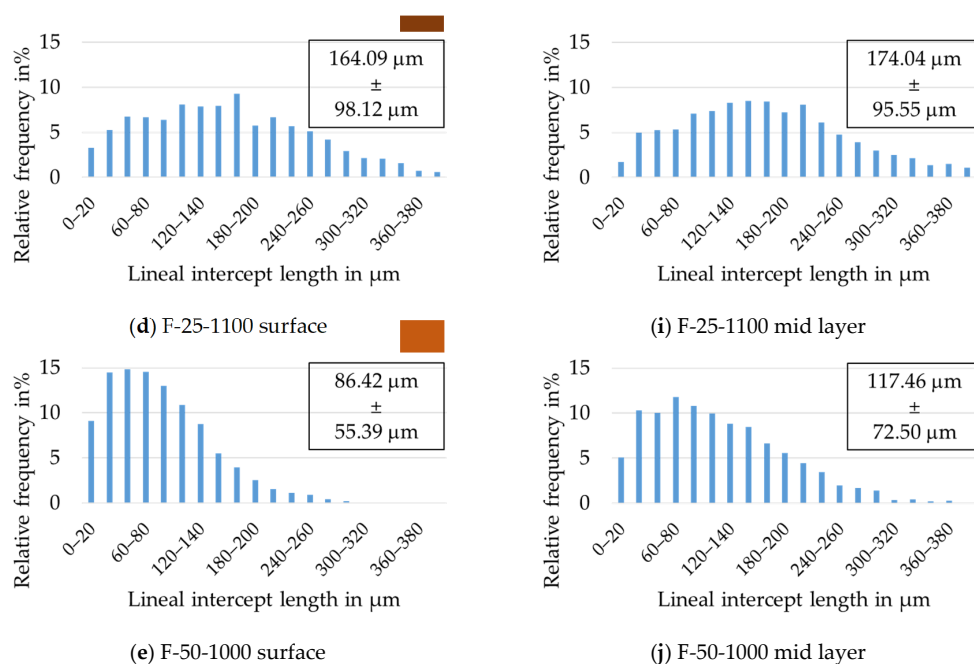 15
10
5
0
Relative frequency in%
164.09 µm
±
98.12 µm
0–20
60–80
120–140
180–200
240–260
300–320
360–380
Lineal intercept length in µm
(d) F-25-1100 surface
15
10
5
0
Relative frequency in%
174.04 µm
±
95.55 µm
0–20
60–80
120–140
180–200
240–260
300–320
360–380
Lineal intercept length in µm
(i) F-25-1100 mid layer
15
10
5
0
Relative frequency in%
86.42 µm
±
55.39 µm
0–20
60–80
120–140
180–200
240–260
300–320
360–380
Lineal intercept length in µm
(e) F-50-1000 surface
15
10
5
0
Relative frequency in%
117.46 µm
±
72.50 µm
0–20
60–80
120–140
180–200
240–260
300–320
360–380
Lineal intercept length in µm
(j) F-50-1000 mid layer